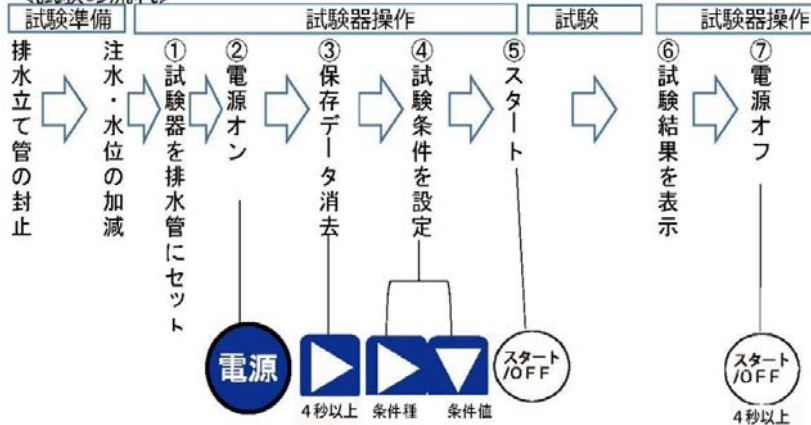 試験準備
試験器操作
試験
試験器操作
排水立て管の封止
注水・水位の加減
①試験器を排水管にセット
②電源オン
③保存データ消去
④試験条件を設定
⑤スタート
⑥試験結果を表示
⑦電源オフ
電源
4秒以上
条件種
条件値
スタート
/OFF
スタート
/OFF
4秒以上